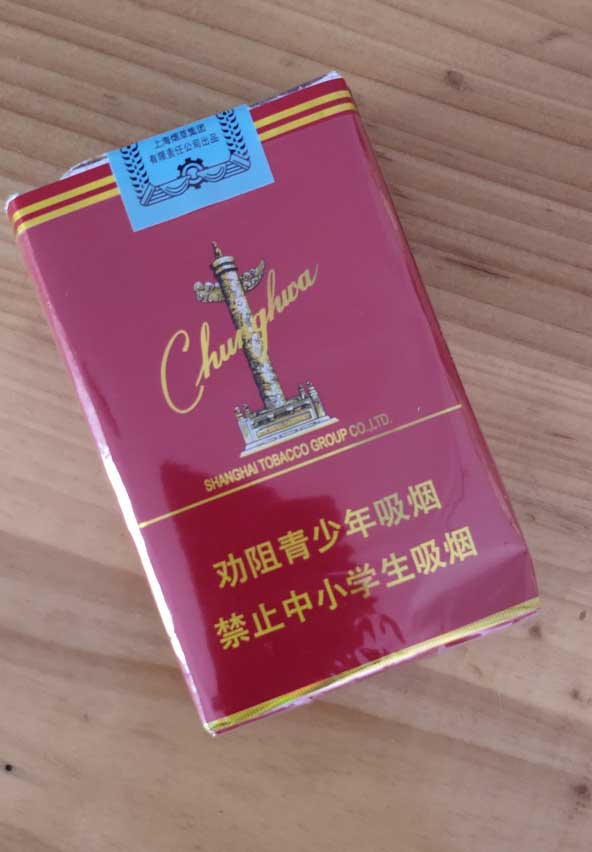 上海烟草集团
有限责任公司出品
Chunghwa
SHANGHAI TOBACCO GROUP CO.,LTD.
劝阻青少年吸烟
禁止中小学生吸烟